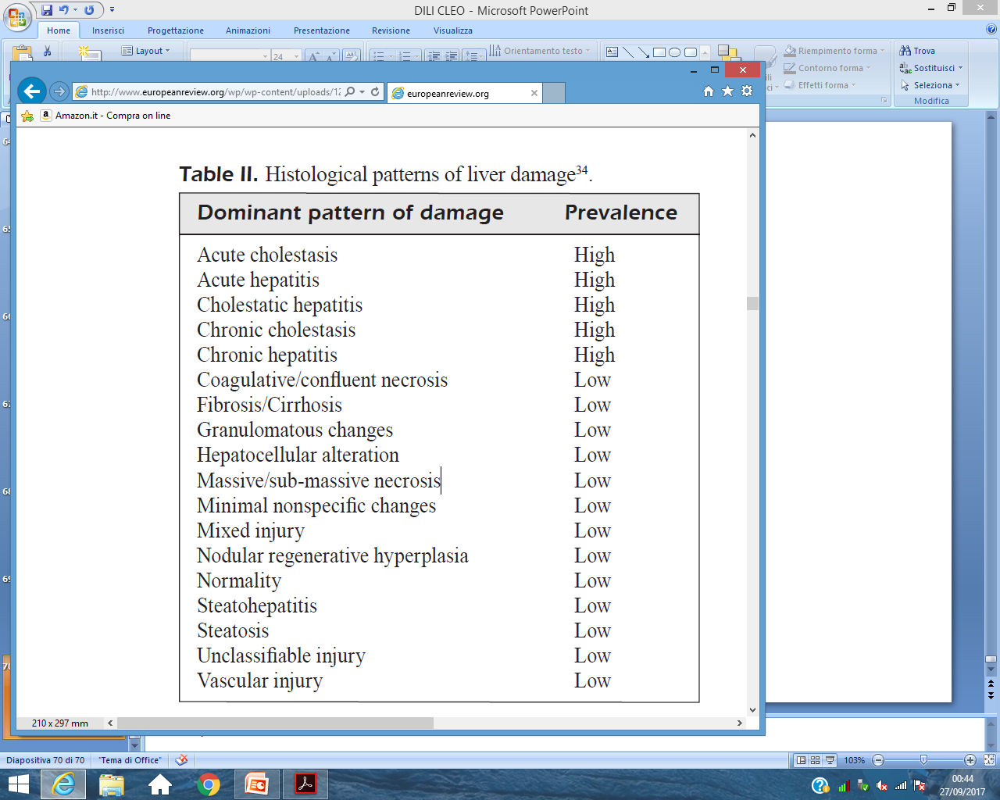 DILI CLEO - Microsoft PowerPoint
Home Inserisci Progettazione Animazioni Presentazione Revisione Visualizza
Layout 24 Orientamento testo Riempimento forma Trova
Contorno forma Sostituisci
Effetti forma Seleziona
Modifica
http://www.europeanreview.org/wp/wp-content/uploads/12 europeanreview.org
Amazon.it - Compra on line
Table II. Histological patterns of liver damage34.
Dominant pattern of damage Prevalence
Acute cholestasis High
Acute hepatitis High
Cholestatic hepatitis High
Chronic cholestasis High
Chronic hepatitis High
Coagulative/confluent necrosis Low
Fibrosis/Cirrhosis Low
Granulomatous changes Low
Hepatocellular alteration Low
Massive/sub-massive necrosis Low
Minimal nonspecific changes Low
Mixed injury Low
Nodular regenerative hyperplasia Low
Normality Low
Steatohepatitis Low
Steatosis Low
Unclassifiable injury Low
Vascular injury Low
210 x 297 mm
Diapositiva 70 di 70 "Tema di Office" 103%
00:44
27/09/2017